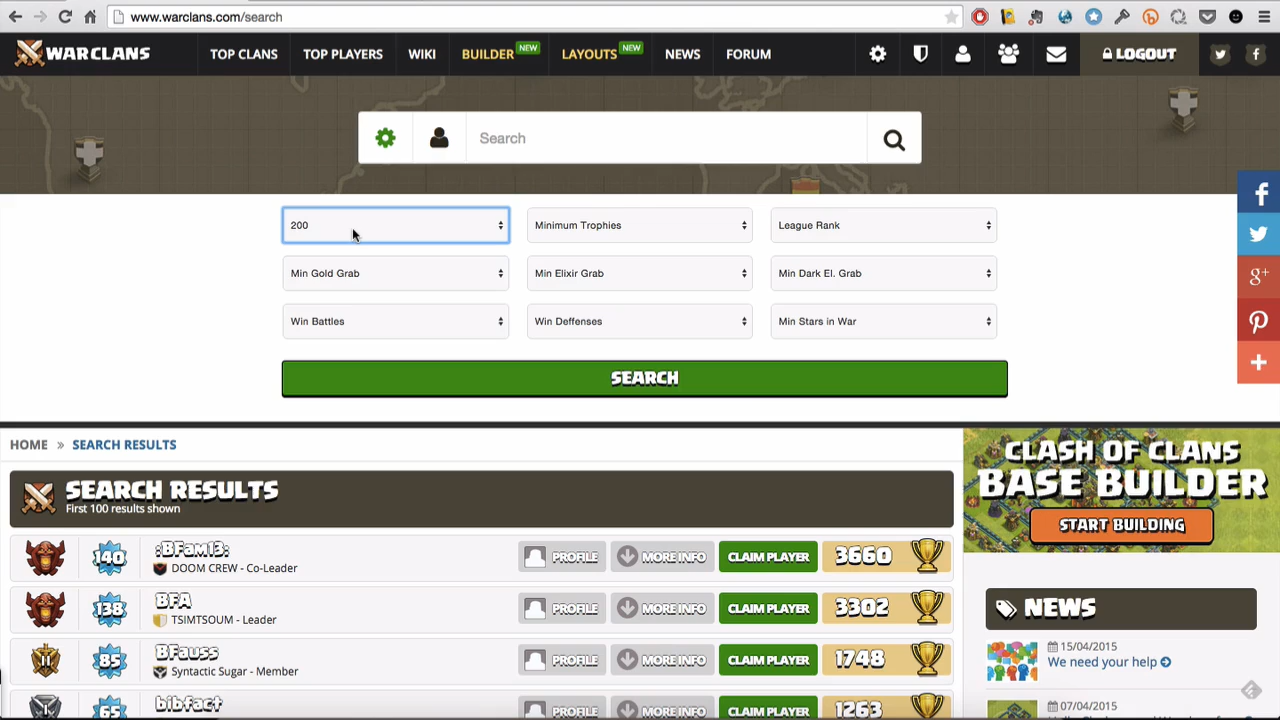 www.warclans.com/search
WAR CLANS
TOP CLANS
TOP PLAYERS
WIKI
BUILDER NEW
LAYOUTS NEW
NEWS
FORUM
LOGOUT
Search
200
Minimum Trophies
League Rank
Min Gold Grab
Min Elixir Grab
Min Dark El. Grab
Win Battles
Win Deffenses
Min Stars in War
SEARCH
HOME » SEARCH RESULTS
SEARCH RESULTS
First 100 results shown
140
:BFam13:
DOOM CREW - Co-Leader
PROFILE
MORE INFO
CLAIM PLAYER
3660
138
BFA
TSIMTSOUM - Leader
PROFILE
MORE INFO
CLAIM PLAYER
3302
II
85
BFauss
Syntactic Sugar - Member
PROFILE
MORE INFO
CLAIM PLAYER
1748
I
65
bibfact
PROFILE
MORE INFO
CLAIM PLAYER
1263
CLASH OF CLANS
BASE BUILDER
START BUILDING
NEWS
15/04/2015
We need your help
07/04/2015